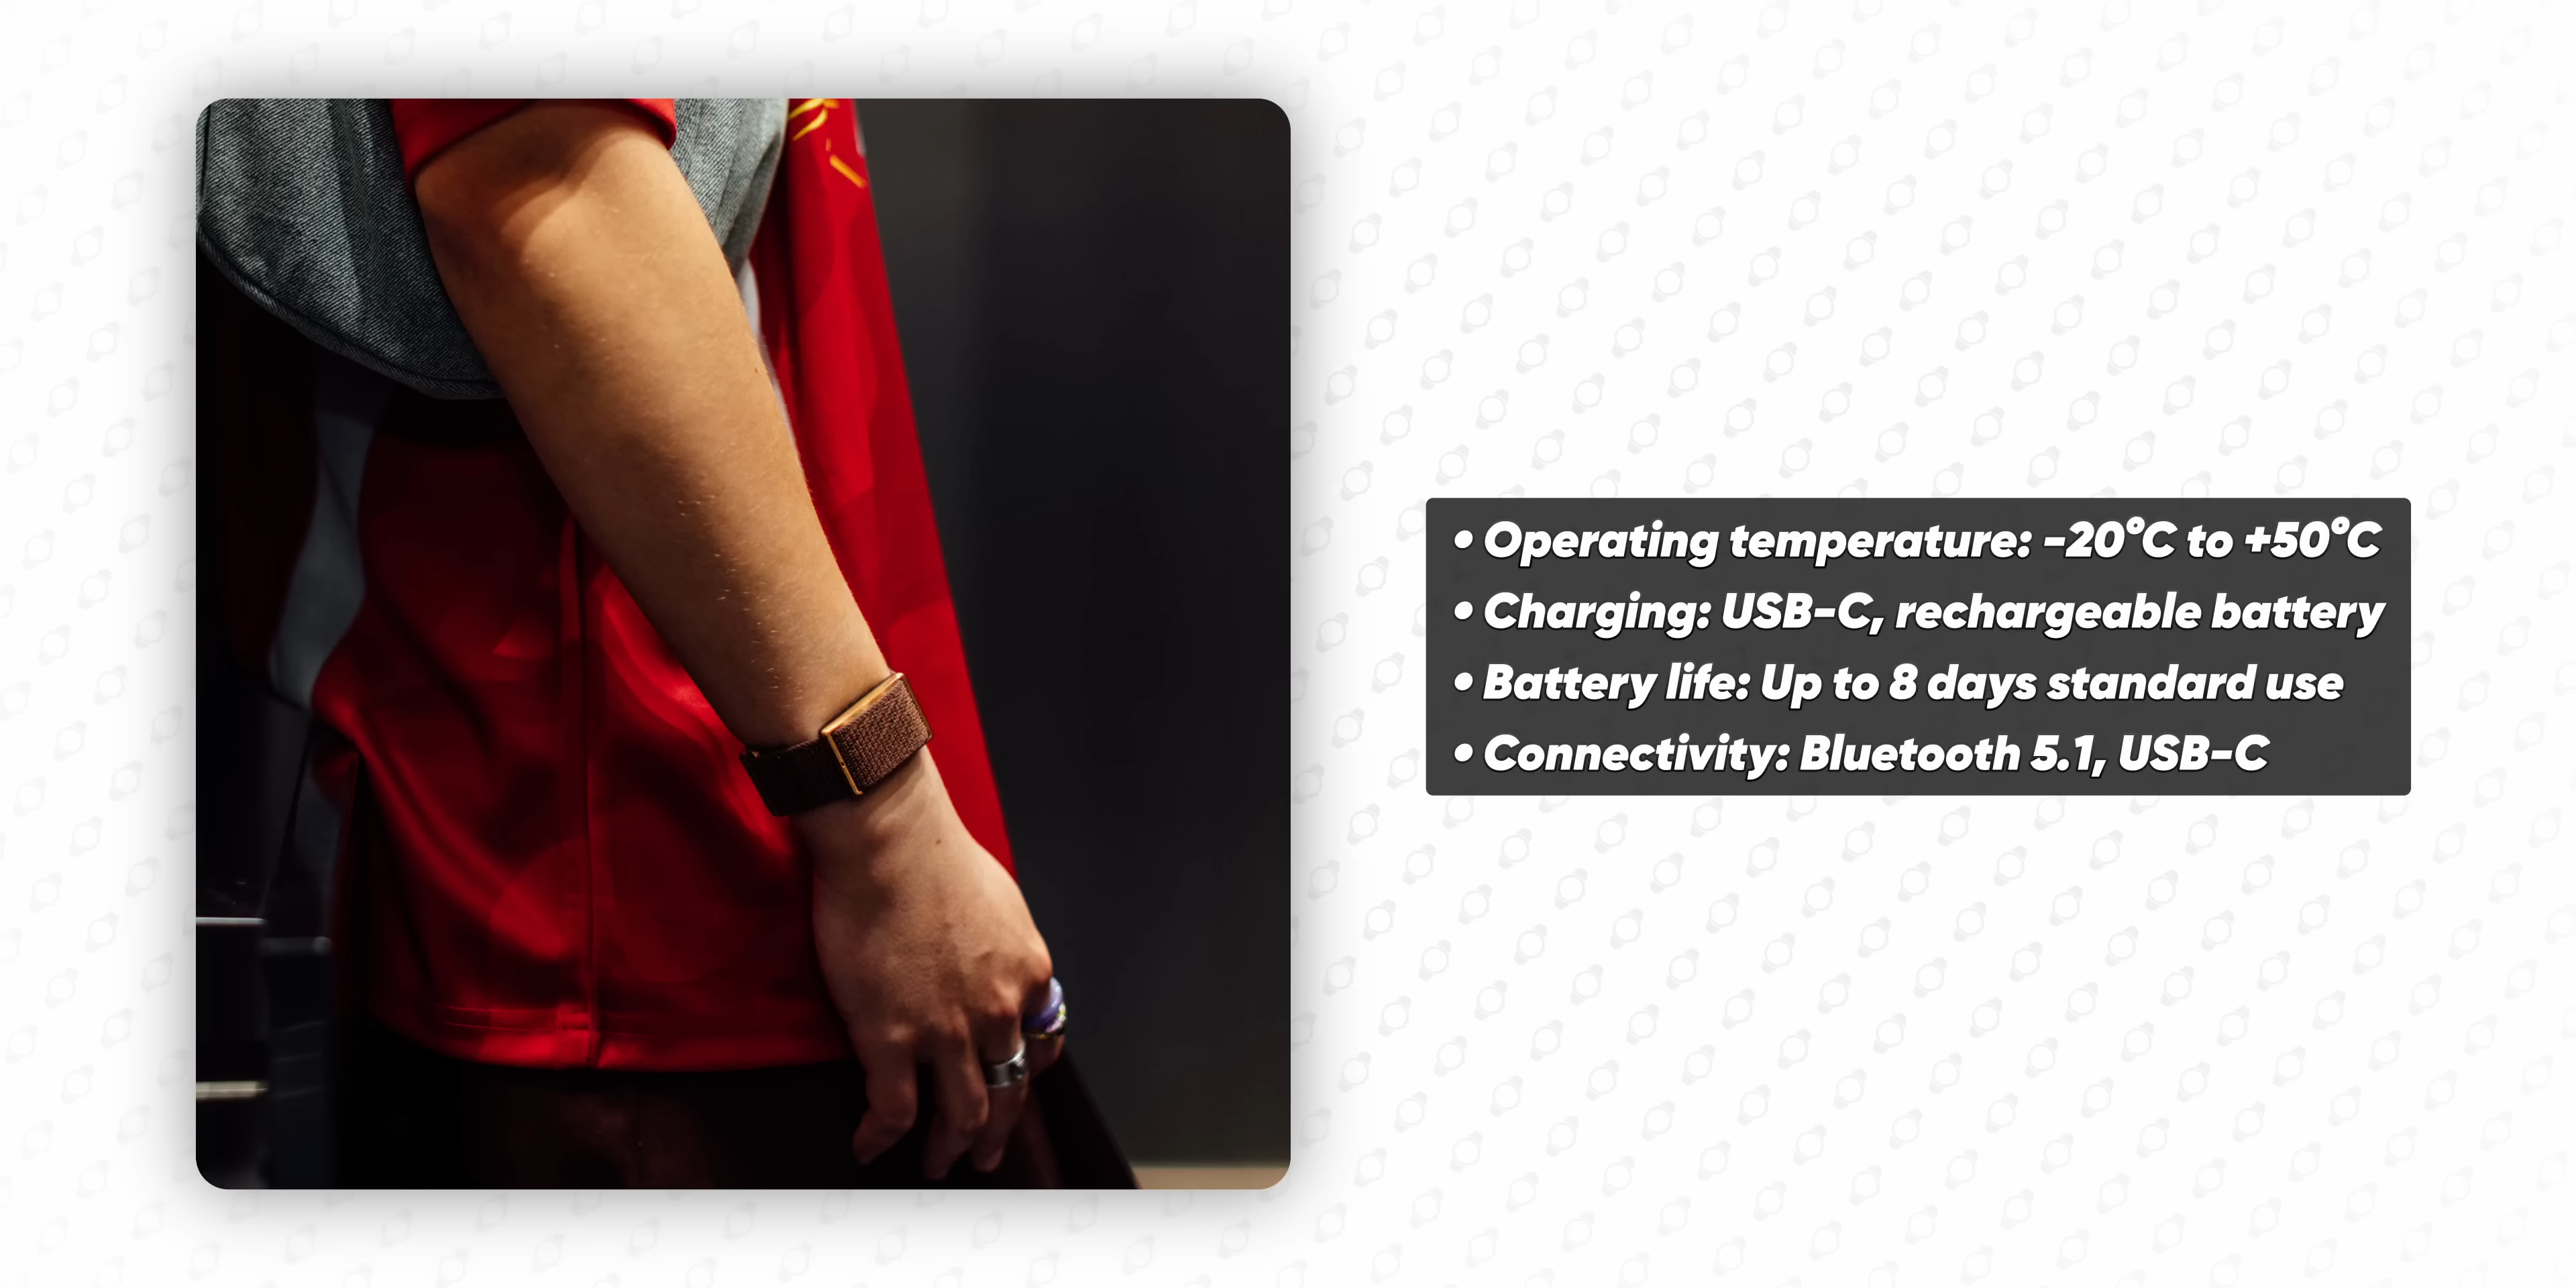 • Operating temperature: -20°C to +50°C
• Charging: USB-C, rechargeable battery
• Battery life: Up to 8 days standard use
• Connectivity: Bluetooth 5.1, USB-C